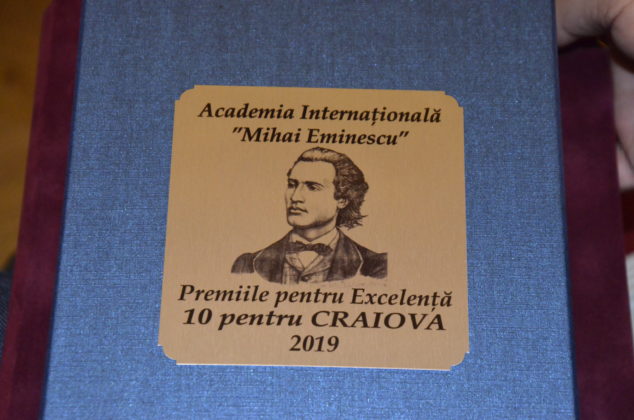 Academia Internațională
"Mihai Eminescu"
Premiile pentru Excelență
10 pentru CRAIOVA
2019